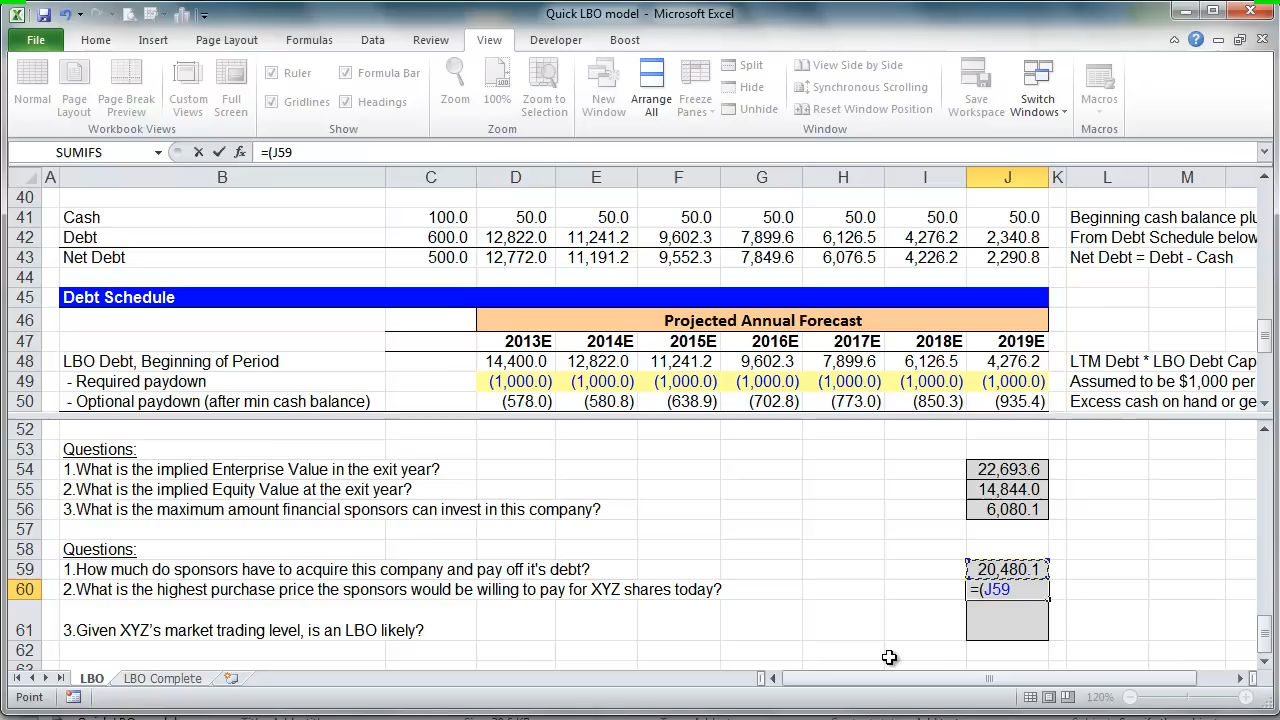 Quick LBO model - Microsoft Excel
File Home Insert Page Layout Formulas Data Review View Developer Boost
Normal Page Layout Page Break Preview Custom Views Full Screen
Workbook Views
Ruler Formula Bar
Gridlines Headings
Show
Zoom 100% Zoom to Selection
Zoom
New Window Arrange All Freeze Panes
Split
Hide
Unhide
View Side by Side
Synchronous Scrolling
Reset Window Position
Save Workspace Switch Windows
Window
Macros
Macros
SUMIFS fx =(J59
A B C D E F G H I J K L M
40
41 Cash 100.0 50.0 50.0 50.0 50.0 50.0 50.0 50.0 Beginning cash balance plu
42 Debt 600.0 12,822.0 11,241.2 9,602.3 7,899.6 6,126.5 4,276.2 2,340.8 From Debt Schedule below
43 Net Debt 500.0 12,772.0 11,191.2 9,552.3 7,849.6 6,076.5 4,226.2 2,290.8 Net Debt = Debt - Cash
44
45 Debt Schedule
46 Projected Annual Forecast
47 2013E 2014E 2015E 2016E 2017E 2018E 2019E
48 LBO Debt, Beginning of Period 14,400.0 12,822.0 11,241.2 9,602.3 7,899.6 6,126.5 4,276.2 LTM Debt * LBO Debt Cap
49 - Required paydown (1,000.0) (1,000.0) (1,000.0) (1,000.0) (1,000.0) (1,000.0) (1,000.0) Assumed to be $1,000 per
50 - Optional paydown (after min cash balance) (578.0) (580.8) (638.9) (702.8) (773.0) (850.3) (935.4) Excess cash on hand or ge
52
53 Questions:
54 1.What is the implied Enterprise Value in the exit year? 22,693.6
55 2.What is the implied Equity Value at the exit year? 14,844.0
56 3.What is the maximum amount financial sponsors can invest in this company? 6,080.1
57
58 Questions:
59 1.How much do sponsors have to acquire this company and pay off it's debt? 20,480.1
60 2.What is the highest purchase price the sponsors would be willing to pay for XYZ shares today? =(J59
61 3.Given XYZ's market trading level, is an LBO likely?
62
LBO LBO Complete
Point 120%